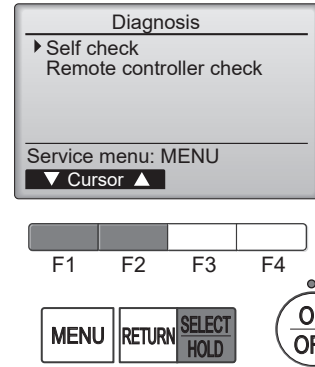 Diagnosis
Self check
Remote controller check
Service menu: MENU
▼ Cursor ▲
F1 F2 F3 F4
MENU RETURN SELECT
HOLD